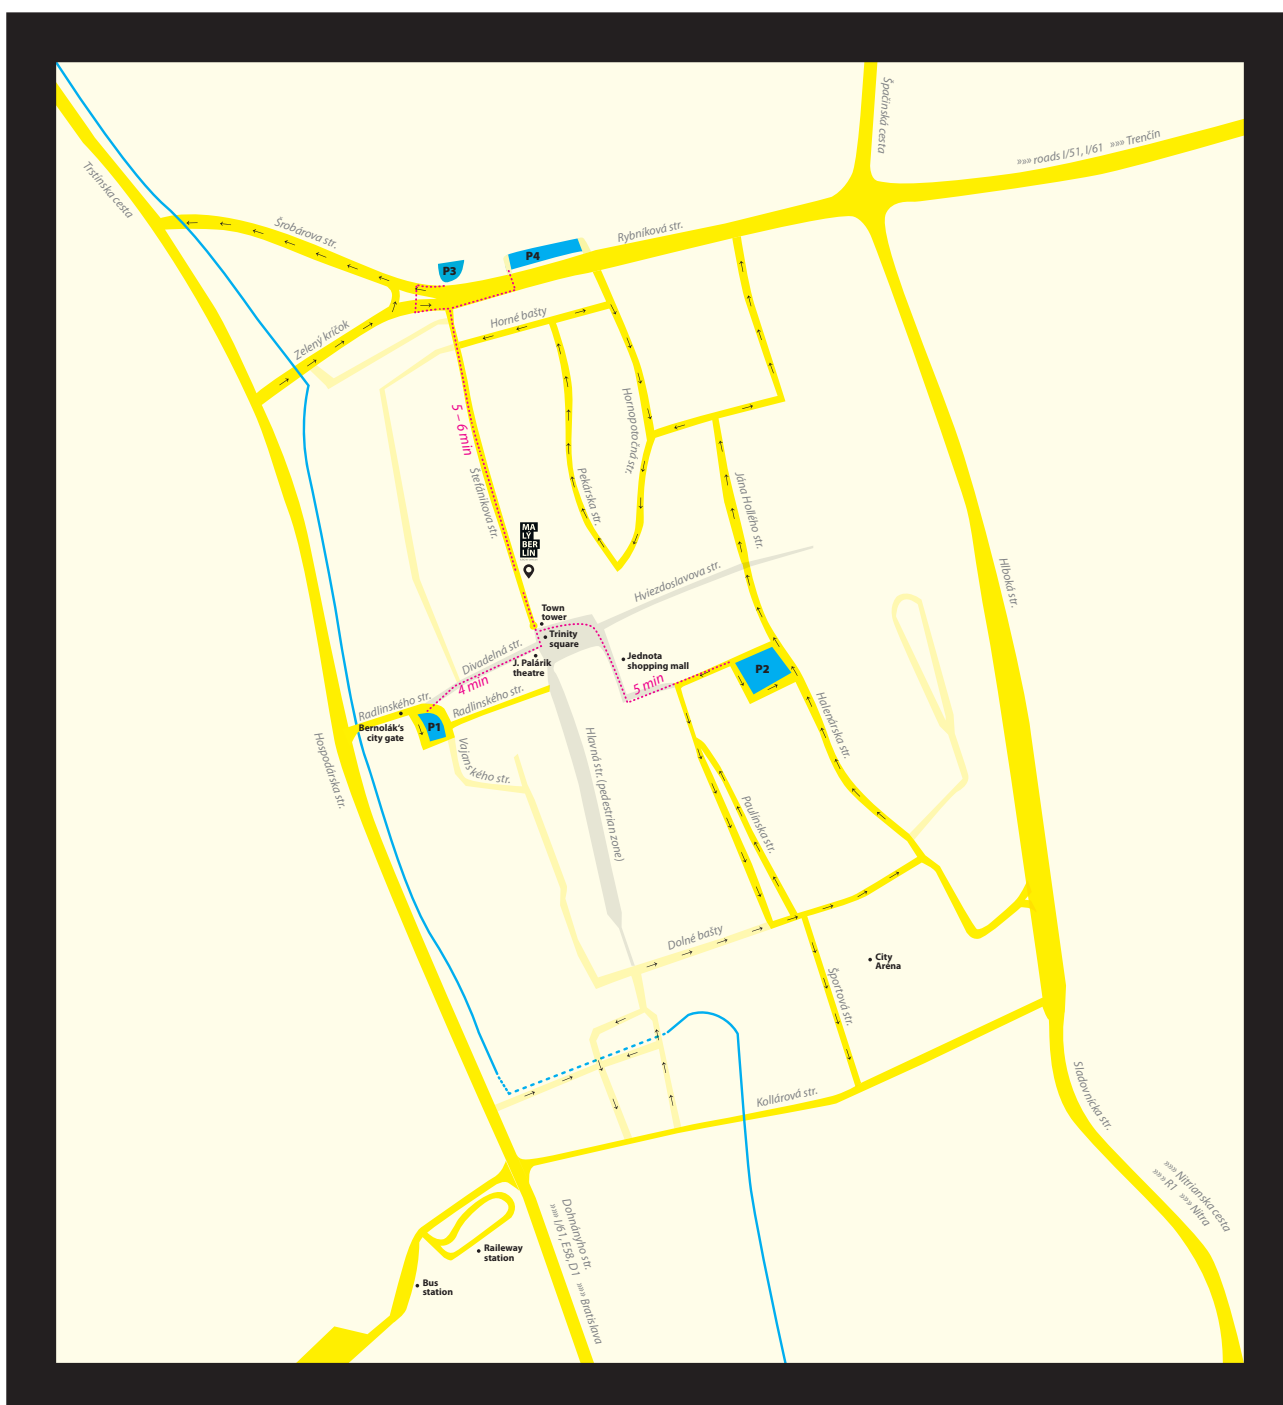 Špačinská cesta
»»» roads I/51, I/61 »»» Trenčín
Trstínska cesta
Šrobárova str.
Rybníková str.
P3
P4
Zelený kríčok
Horné bašty
5 – 6 min
Štefánikova str.
Pekárska str.
Hornopotočná str.
Jána Hollého str.
MA
LÝ
BER
LÍN
Hviezdoslavova str.
Hlboká str.
Town
tower
Trinity
square
Divadelná str.
J. Palárik
theatre
Jednota
shopping mall
P2
4 min
5 min
Radlinského str.
Radlinského str.
Bernolák‘s
city gate
P1
Vajanského str.
Hospodárska str.
Hlavná str. (pedestrian zone)
Halenárska str.
Paulínska str.
Dolné bašty
City
Aréna
Športová str.
Kollárová str.
Sladovnícka str.
»»» Nitrianska cesta
»»» R1 »»» Nitra
Dohnányho str.
»»» I/61, E58, D1 »»» Bratislava
Raileway
station
Bus
station